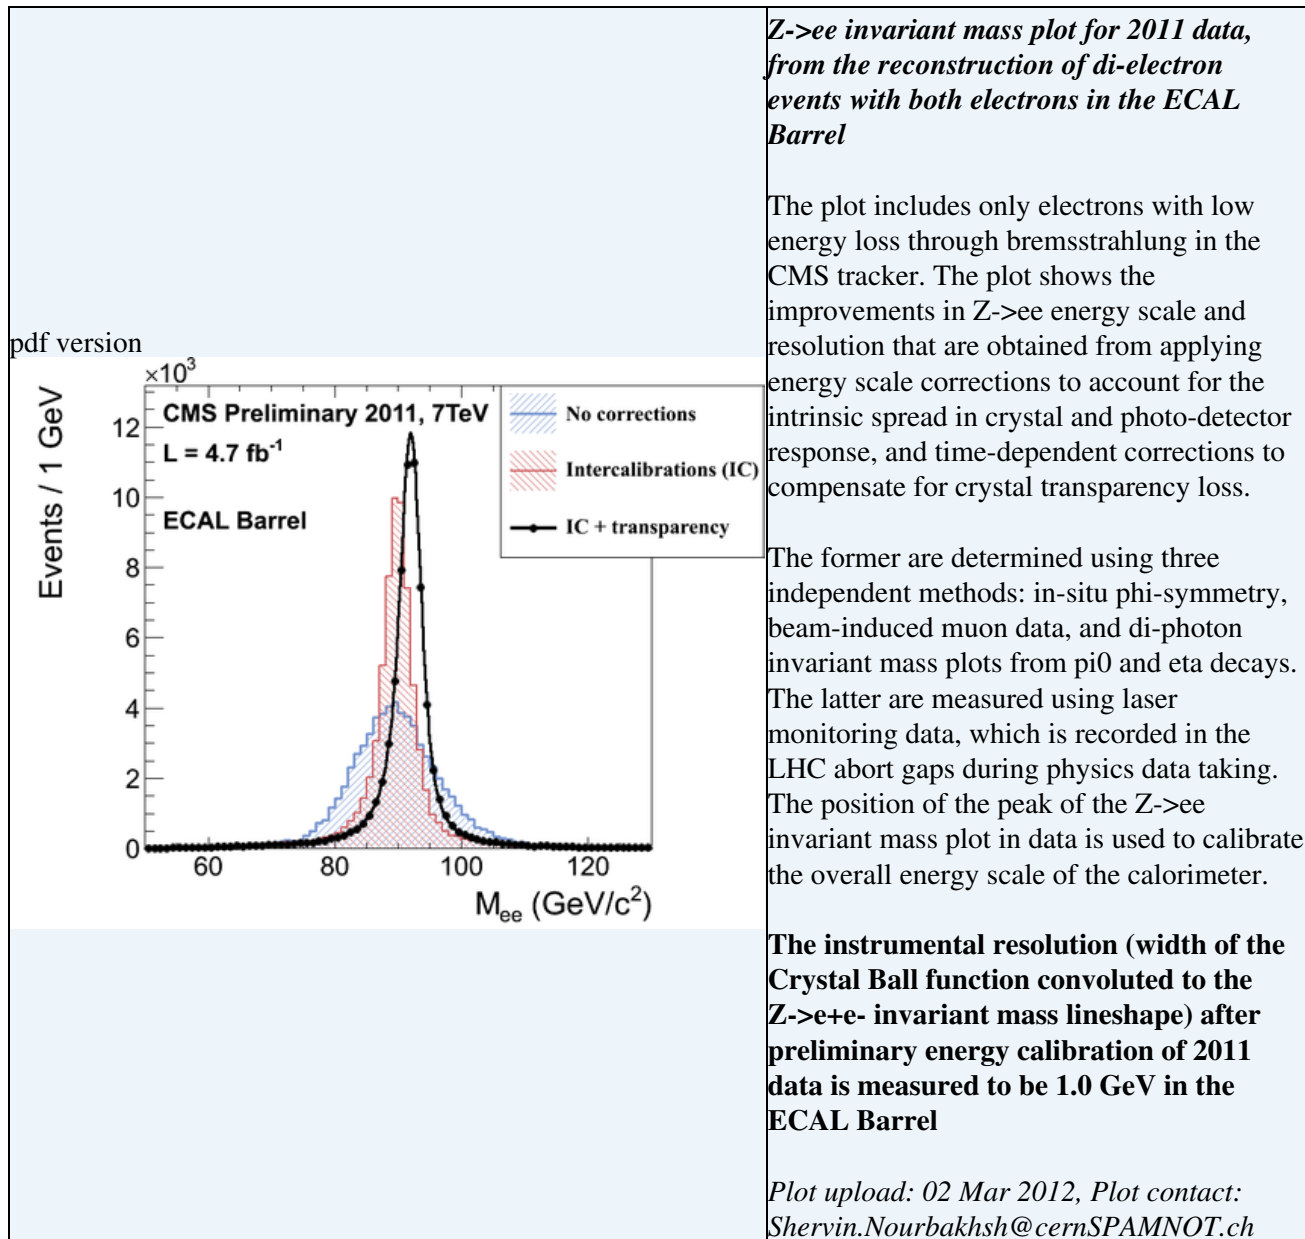 pdf version
×10³
Events / 1 GeV
CMS Preliminary 2011, 7TeV
L = 4.7 fb⁻¹
ECAL Barrel
No corrections
Intercalibrations (IC)
IC + transparency
12
10
8
6
4
2
0
60 80 100 120
M_ee (GeV/c²)
Z->ee invariant mass plot for 2011 data,
from the reconstruction of di-electron
events with both electrons in the ECAL
Barrel
The plot includes only electrons with low
energy loss through bremsstrahlung in the
CMS tracker. The plot shows the
improvements in Z->ee energy scale and
resolution that are obtained from applying
energy scale corrections to account for the
intrinsic spread in crystal and photo-detector
response, and time-dependent corrections to
compensate for crystal transparency loss.
The former are determined using three
independent methods: in-situ phi-symmetry,
beam-induced muon data, and di-photon
invariant mass plots from pi0 and eta decays.
The latter are measured using laser
monitoring data, which is recorded in the
LHC abort gaps during physics data taking.
The position of the peak of the Z->ee
invariant mass plot in data is used to calibrate
the overall energy scale of the calorimeter.
The instrumental resolution (width of the
Crystal Ball function convoluted to the
Z->e+e- invariant mass lineshape) after
preliminary energy calibration of 2011
data is measured to be 1.0 GeV in the
ECAL Barrel
Plot upload: 02 Mar 2012, Plot contact:
Shervin.Nourbakhsh@cernSPAMNOT.ch